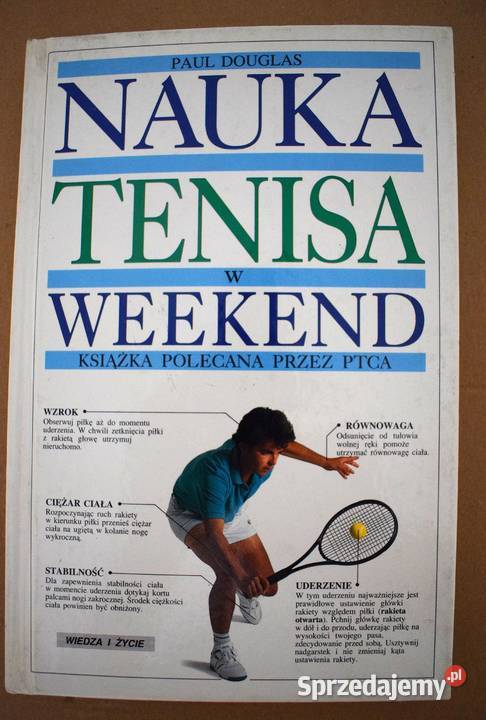 PAUL DOUGLAS
NAUKA
TENISA
W
WEEKEND
KSIĄŻKA POLECANA PRZEZ PTCA
WZROK
Obserwuj piłkę aż do momentu
uderzenia. W chwili zetknięcia piłki
z rakietą głowę utrzymuj
nieruchomo.
RÓWNOWAGA
Odsunięcie od tułowia
wolnej ręki pomoże
utrzymać równowagę ciała.
CIĘŻAR CIAŁA
Rozpoczynając ruch rakiety
w kierunku piłki przenieś ciężar
ciała na ugiętą w kolanie nogę
wykroczną.
STABILNOŚĆ
Dla zapewnienia stabilności ciała
w momencie uderzenia dotykaj kortu
palcami nogi zakrocznej. Środek ciężkości
ciała powinien być obniżony.
UDERZENIE
W tym uderzeniu najważniejsze jest
prawidłowe ustawienie główki
rakiety względem piłki (rakieta
otwarta). Pchnij główkę rakiety
w dół i do przodu, uderzając piłkę na
wysokości twojego pasa,
zdecydowanie przed sobą. Usztywnij
nadgarstek i nie zmieniaj kąta
ustawienia rakiety.
WIEDZA I ŻYCIE
Sprzedajemy.pl